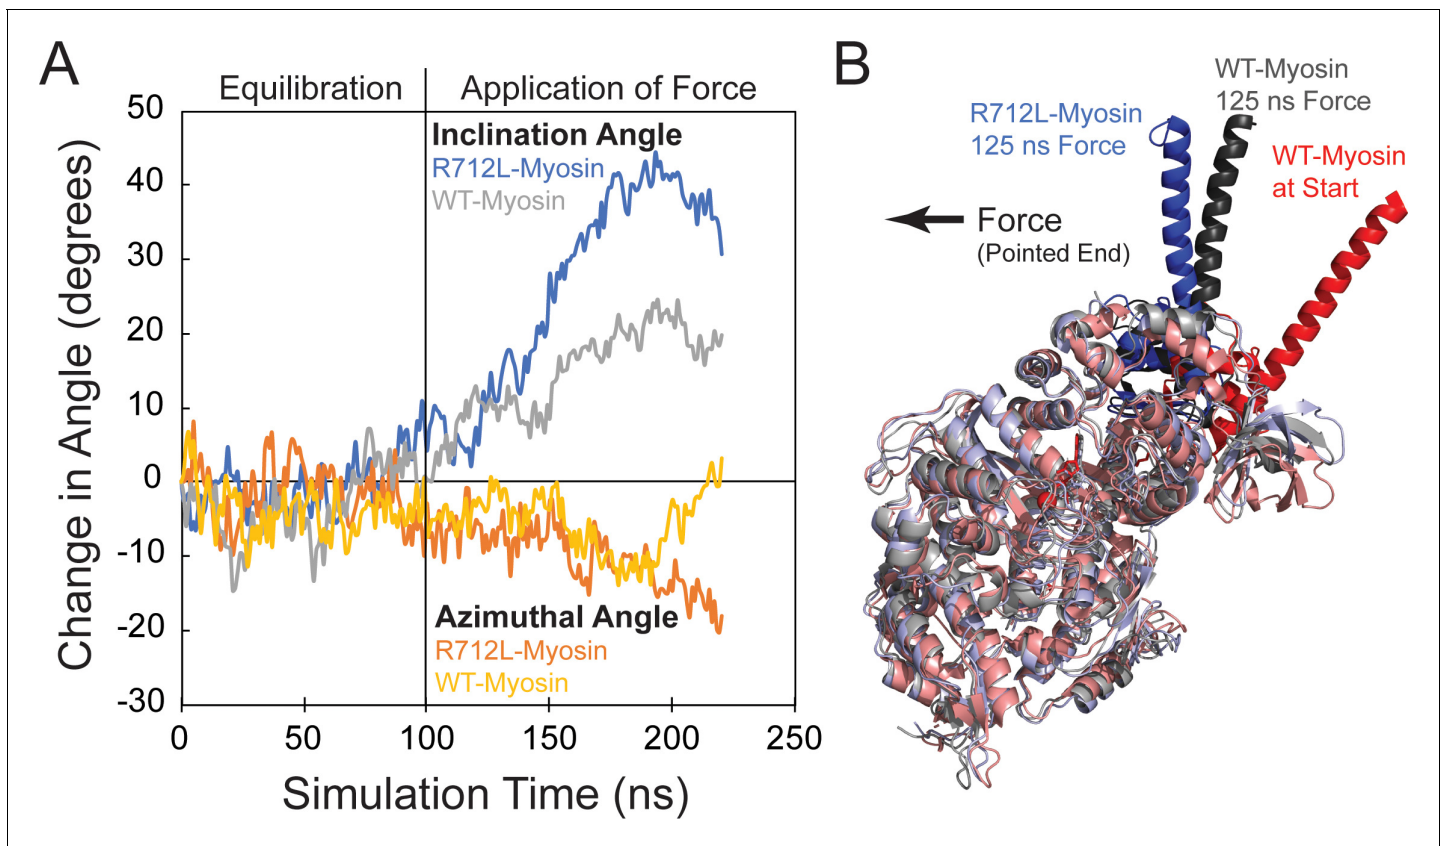 A
Equilibration
Application of Force
50
40
30
20
10
0
-10
-20
-30
Change in Angle (degrees)
Inclination Angle
R712L-Myosin
WT-Myosin
Azimuthal Angle
R712L-Myosin
WT-Myosin
0
50
100
150
200
250
Simulation Time (ns)
B
WT-Myosin
125 ns Force
R712L-Myosin
125 ns Force
WT-Myosin
at Start
Force
(Pointed End)